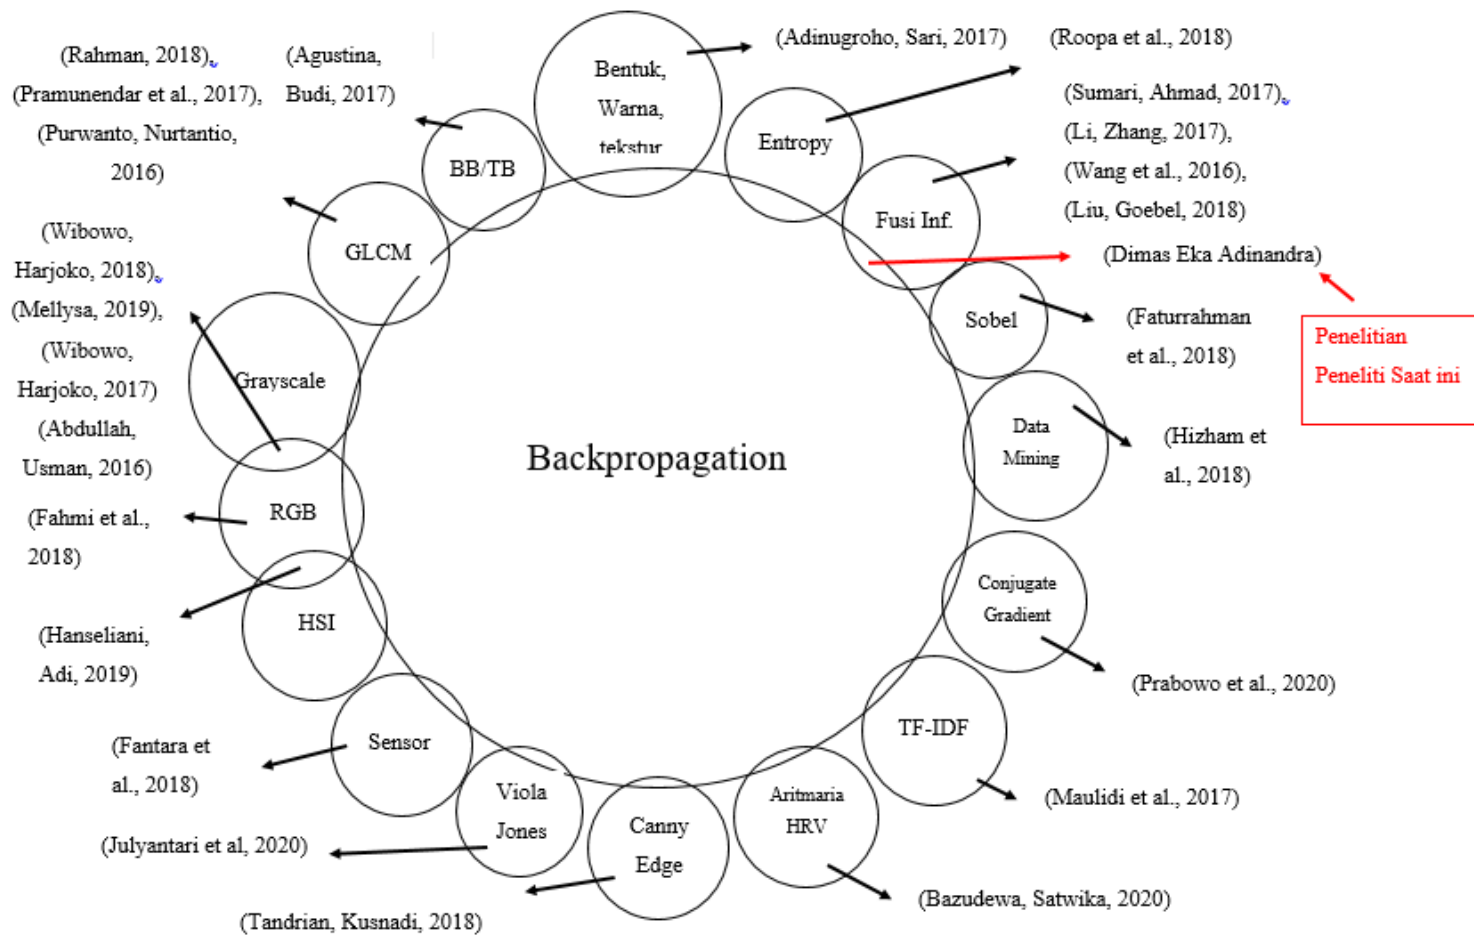 (Rahman, 2018),
(Pramunendar et al., 2017),
(Purwanto, Nurtantio,
2016)
(Agustina,
Budi, 2017)
Bentuk,
Warna,
tekstur
(Adinugroho, Sari, 2017)
(Roopa et al., 2018)
Entropy
(Sumari, Ahmad, 2017),
(Li, Zhang, 2017),
(Wang et al., 2016),
(Liu, Goebel, 2018)
BB/TB
Fusi Inf.
GLCM
(Dimas Eka Adinandra)
Penelitian
Peneliti Saat ini
Sobel
(Faturrahman
et al., 2018)
(Wibowo,
Harjoko, 2018),
(Mellysa, 2019),
(Wibowo,
Harjoko, 2017)
(Abdullah,
Usman, 2016)
Grayscale
Data
Mining
(Hizham et
al., 2018)
Backpropagation
RGB
(Fahmi et al.,
2018)
Conjugate
Gradient
HSI
(Hanseliani,
Adi, 2019)
(Prabowo et al., 2020)
TF-IDF
Sensor
(Fantara et
al., 2018)
(Maulidi et al., 2017)
Viola
Jones
Aritmaria
HRV
Canny
Edge
(Julyantari et al, 2020)
(Bazudewa, Satwika, 2020)
(Tandrian, Kusnadi, 2018)